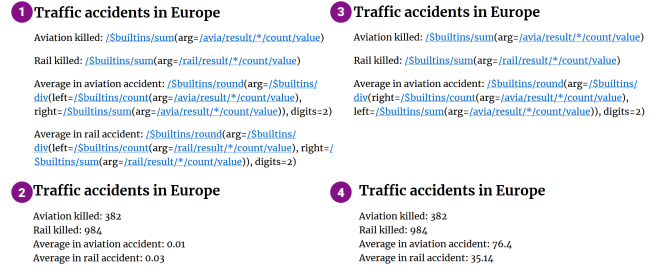 1 Traffic accidents in Europe
Aviation killed: /$builtins/sum(arg=/avia/result/*/count/value)
Rail killed: /$builtins/sum(arg=/rail/result/*/count/value)
Average in aviation accident: /$builtins/round(arg=/$builtins/
div(left=/$builtins/count(arg=/avia/result/*/count/value),
right=/$builtins/sum(arg=/avia/result/*/count/value)), digits=2)
Average in rail accident: /$builtins/round(arg=/$builtins/
div(left=/$builtins/count(arg=/rail/result/*/count/value), right=/
$builtins/sum(arg=/rail/result/*/count/value)), digits=2)
2 Traffic accidents in Europe
Aviation killed: 382
Rail killed: 984
Average in aviation accident: 0.01
Average in rail accident: 0.03
3 Traffic accidents in Europe
Aviation killed: /$builtins/sum(arg=/avia/result/*/count/value)
Rail killed: /$builtins/sum(arg=/rail/result/*/count/value)
Average in aviation accident: /$builtins/round(arg=/$builtins/
div(right=/$builtins/count(arg=/avia/result/*/count/value),
left=/$builtins/sum(arg=/avia/result/*/count/value)), digits=2)
4 Traffic accidents in Europe
Aviation killed: 382
Rail killed: 984
Average in aviation accident: 76.4
Average in rail accident: 35.14